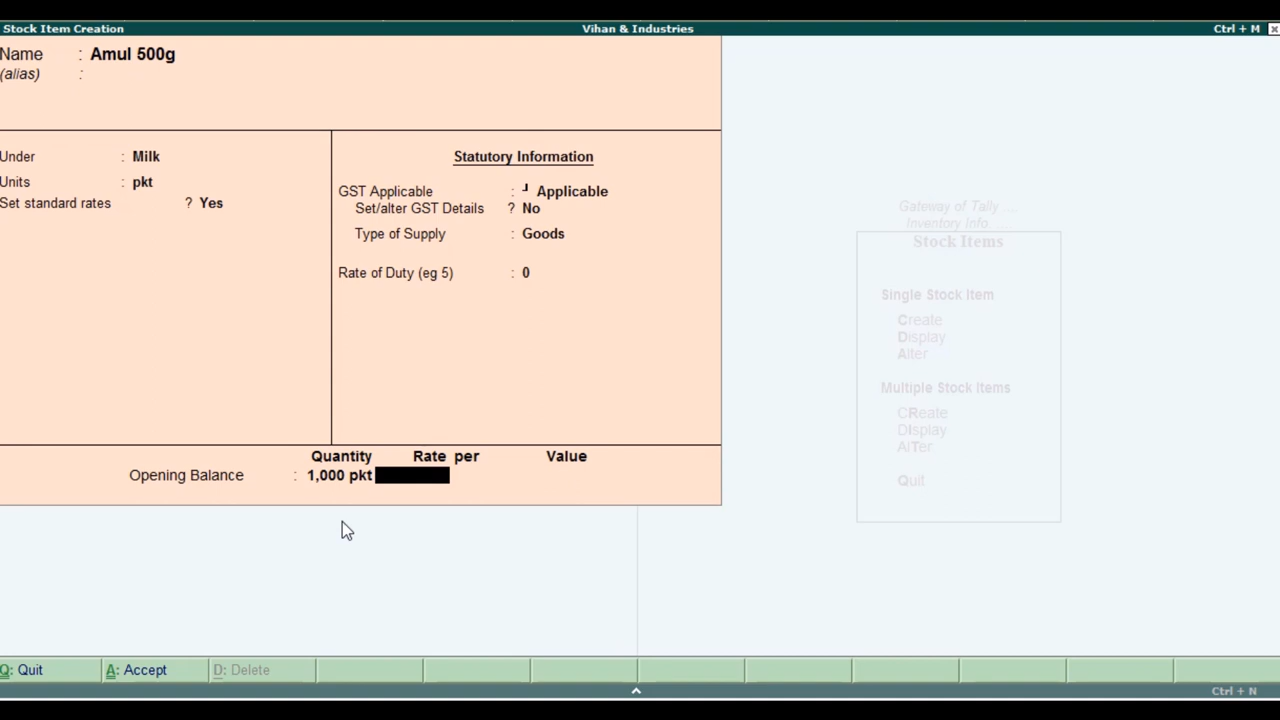 Stock Item Creation Vihan & Industries Ctrl + M
Name : Amul 500g
(alias) :
Under : Milk
Units : pkt
Set standard rates ? Yes
Statutory Information
GST Applicable : ┘ Applicable
Set/alter GST Details ? No
Type of Supply : Goods
Rate of Duty (eg 5) : 0
Quantity Rate per Value
Opening Balance : 1,000 pkt
Gateway of Tally ....
Inventory Info. ....
Stock Items
Single Stock Item
Create
Display
Alter
Multiple Stock Items
CReate
DIsplay
AlTer
Quit
Q: Quit A: Accept D: Delete
Ctrl + N